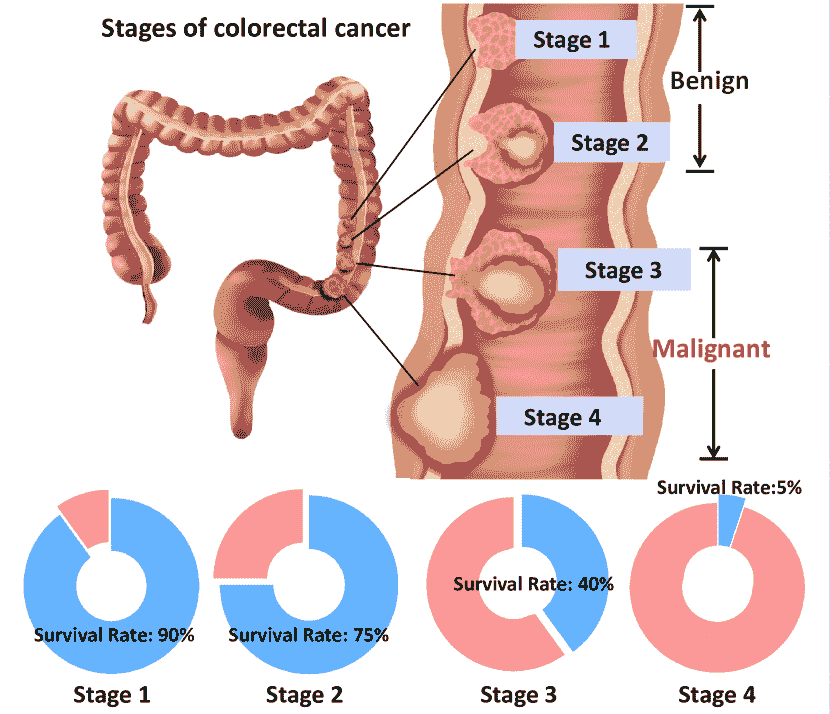 Stages of colorectal cancer
Stage 1
Benign
Stage 2
Stage 3
Malignant
Stage 4
Survival Rate: 90%
Survival Rate: 75%
Survival Rate: 40%
Survival Rate:5%
Stage 1
Stage 2
Stage 3
Stage 4